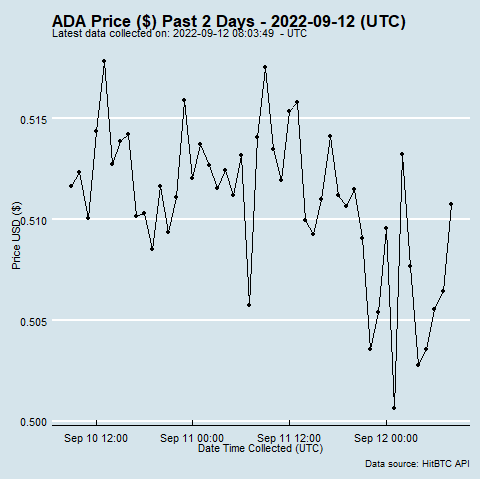 ADA Price ($) Past 2 Days - 2022-09-12 (UTC)
Latest data collected on: 2022-09-12 08:03:49 - UTC
0.515
0.510
0.505
0.500
Price USD ($)
Sep 10 12:00 Sep 11 00:00 Sep 11 12:00 Sep 12 00:00
Date Time Collected (UTC)
Data source: HitBTC API